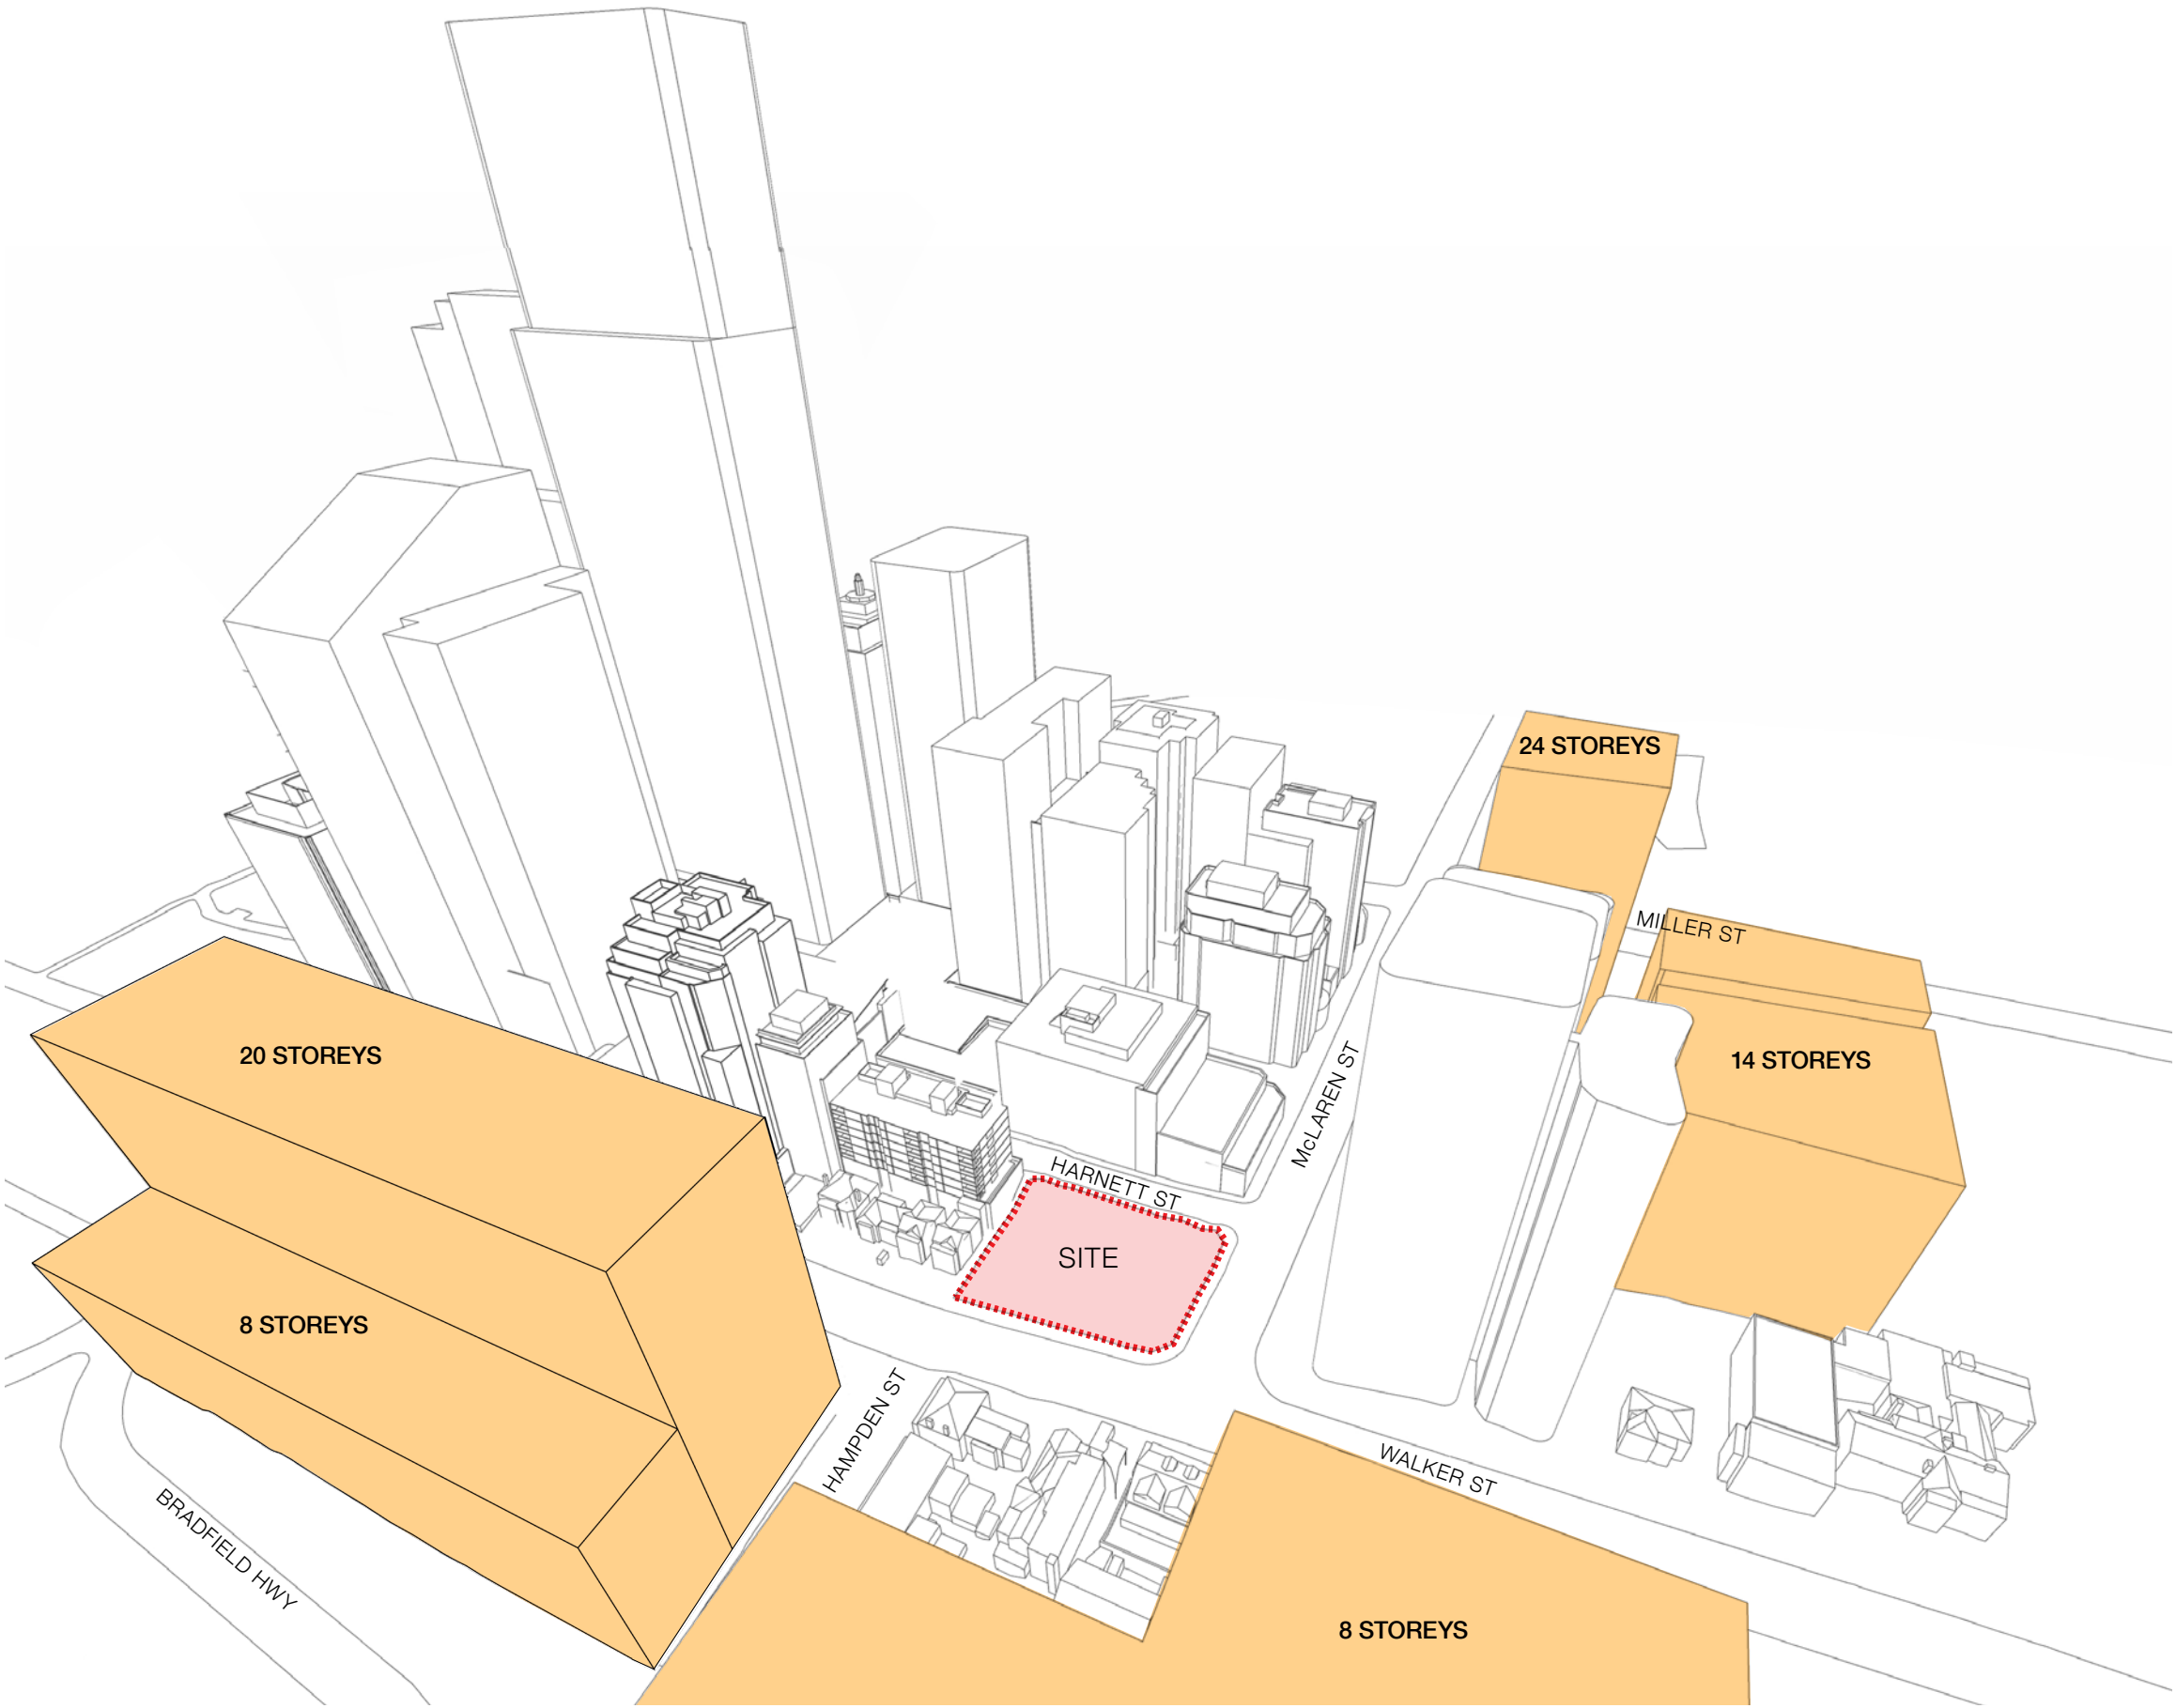 24 STOREYS
MILLER ST
20 STOREYS
14 STOREYS
McLAREN ST
HARNETT ST
SITE
8 STOREYS
HAMPDEN ST
WALKER ST
BRADFIELD HWY
8 STOREYS